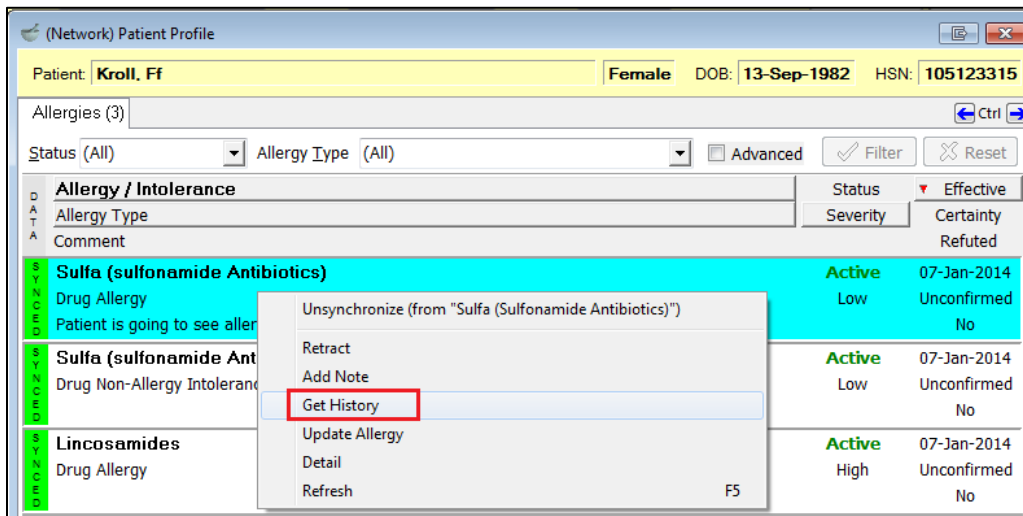 (Network) Patient Profile
Patient: Kroll, Ff Female DOB: 13-Sep-1982 HSN: 105123315
Allergies (3) Ctrl
Status (All) Allergy Type (All) Advanced Filter Reset
DATA Allergy / Intolerance Status Effective
Allergy Type Severity Certainty
Comment Refuted
SYNCED Sulfa (sulfonamide Antibiotics) Active 07-Jan-2014
Drug Allergy Low Unconfirmed
Patient is going to see aller No
Unsynchronize (from "Sulfa (Sulfonamide Antibiotics)")
Retract
Add Note
Get History
Update Allergy
Detail
Refresh F5
SYNCED Sulfa (sulfonamide Ant Active 07-Jan-2014
Drug Non-Allergy Intoleranc Low Unconfirmed
No
SYNCED Lincosamides Active 07-Jan-2014
Drug Allergy High Unconfirmed
No